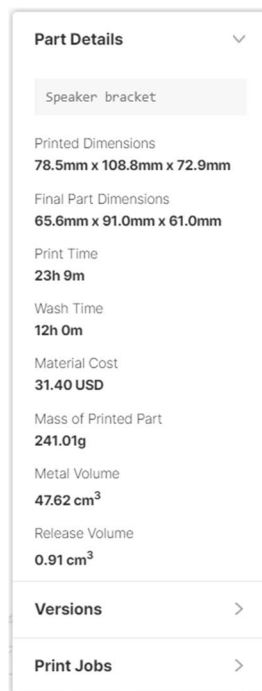 Part Details
Speaker bracket
Printed Dimensions
78.5mm x 108.8mm x 72.9mm
Final Part Dimensions
65.6mm x 91.0mm x 61.0mm
Print Time
23h 9m
Wash Time
12h 0m
Material Cost
31.40 USD
Mass of Printed Part
241.01g
Metal Volume
47.62 cm³
Release Volume
0.91 cm³
Versions
Print Jobs